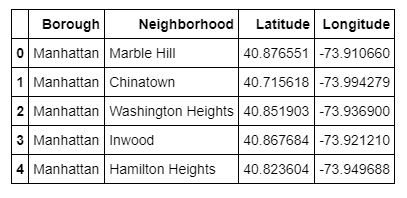 Borough Neighborhood Latitude Longitude
0 Manhattan Marble Hill 40.876551 -73.910660
1 Manhattan Chinatown 40.715618 -73.994279
2 Manhattan Washington Heights 40.851903 -73.936900
3 Manhattan Inwood 40.867684 -73.921210
4 Manhattan Hamilton Heights 40.823604 -73.949688